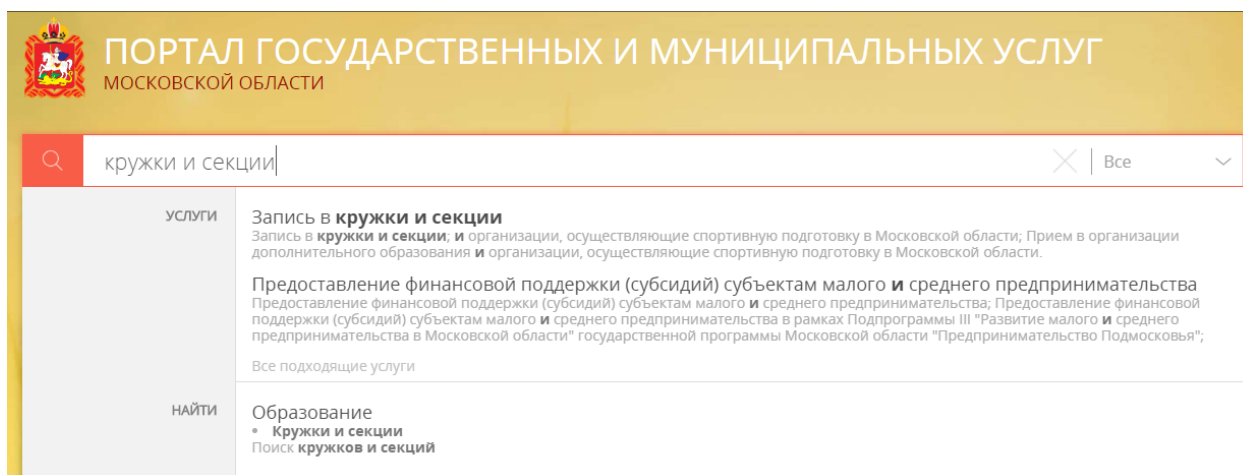 ПОРТАЛ ГОСУДАРСТВЕННЫХ И МУНИЦИПАЛЬНЫХ УСЛУГ
МОСКОВСКОЙ ОБЛАСТИ
кружки и секции
Все
УСЛУГИ
Запись в кружки и секции
Запись в кружки и секции; и организации, осуществляющие спортивную подготовку в Московской области; Прием в организации
дополнительного образования и организации, осуществляющие спортивную подготовку в Московской области.
Предоставление финансовой поддержки (субсидий) субъектам малого и среднего предпринимательства
Предоставление финансовой поддержки (субсидий) субъектам малого и среднего предпринимательства; Предоставление финансовой
поддержки (субсидий) субъектам малого и среднего предпринимательства в рамках Подпрограммы III "Развитие малого и среднего
предпринимательства в Московской области" государственной программы Московской области "Предпринимательство Подмосковья";
Все подходящие услуги
НАЙТИ
Образование
• Кружки и секции
Поиск кружков и секций